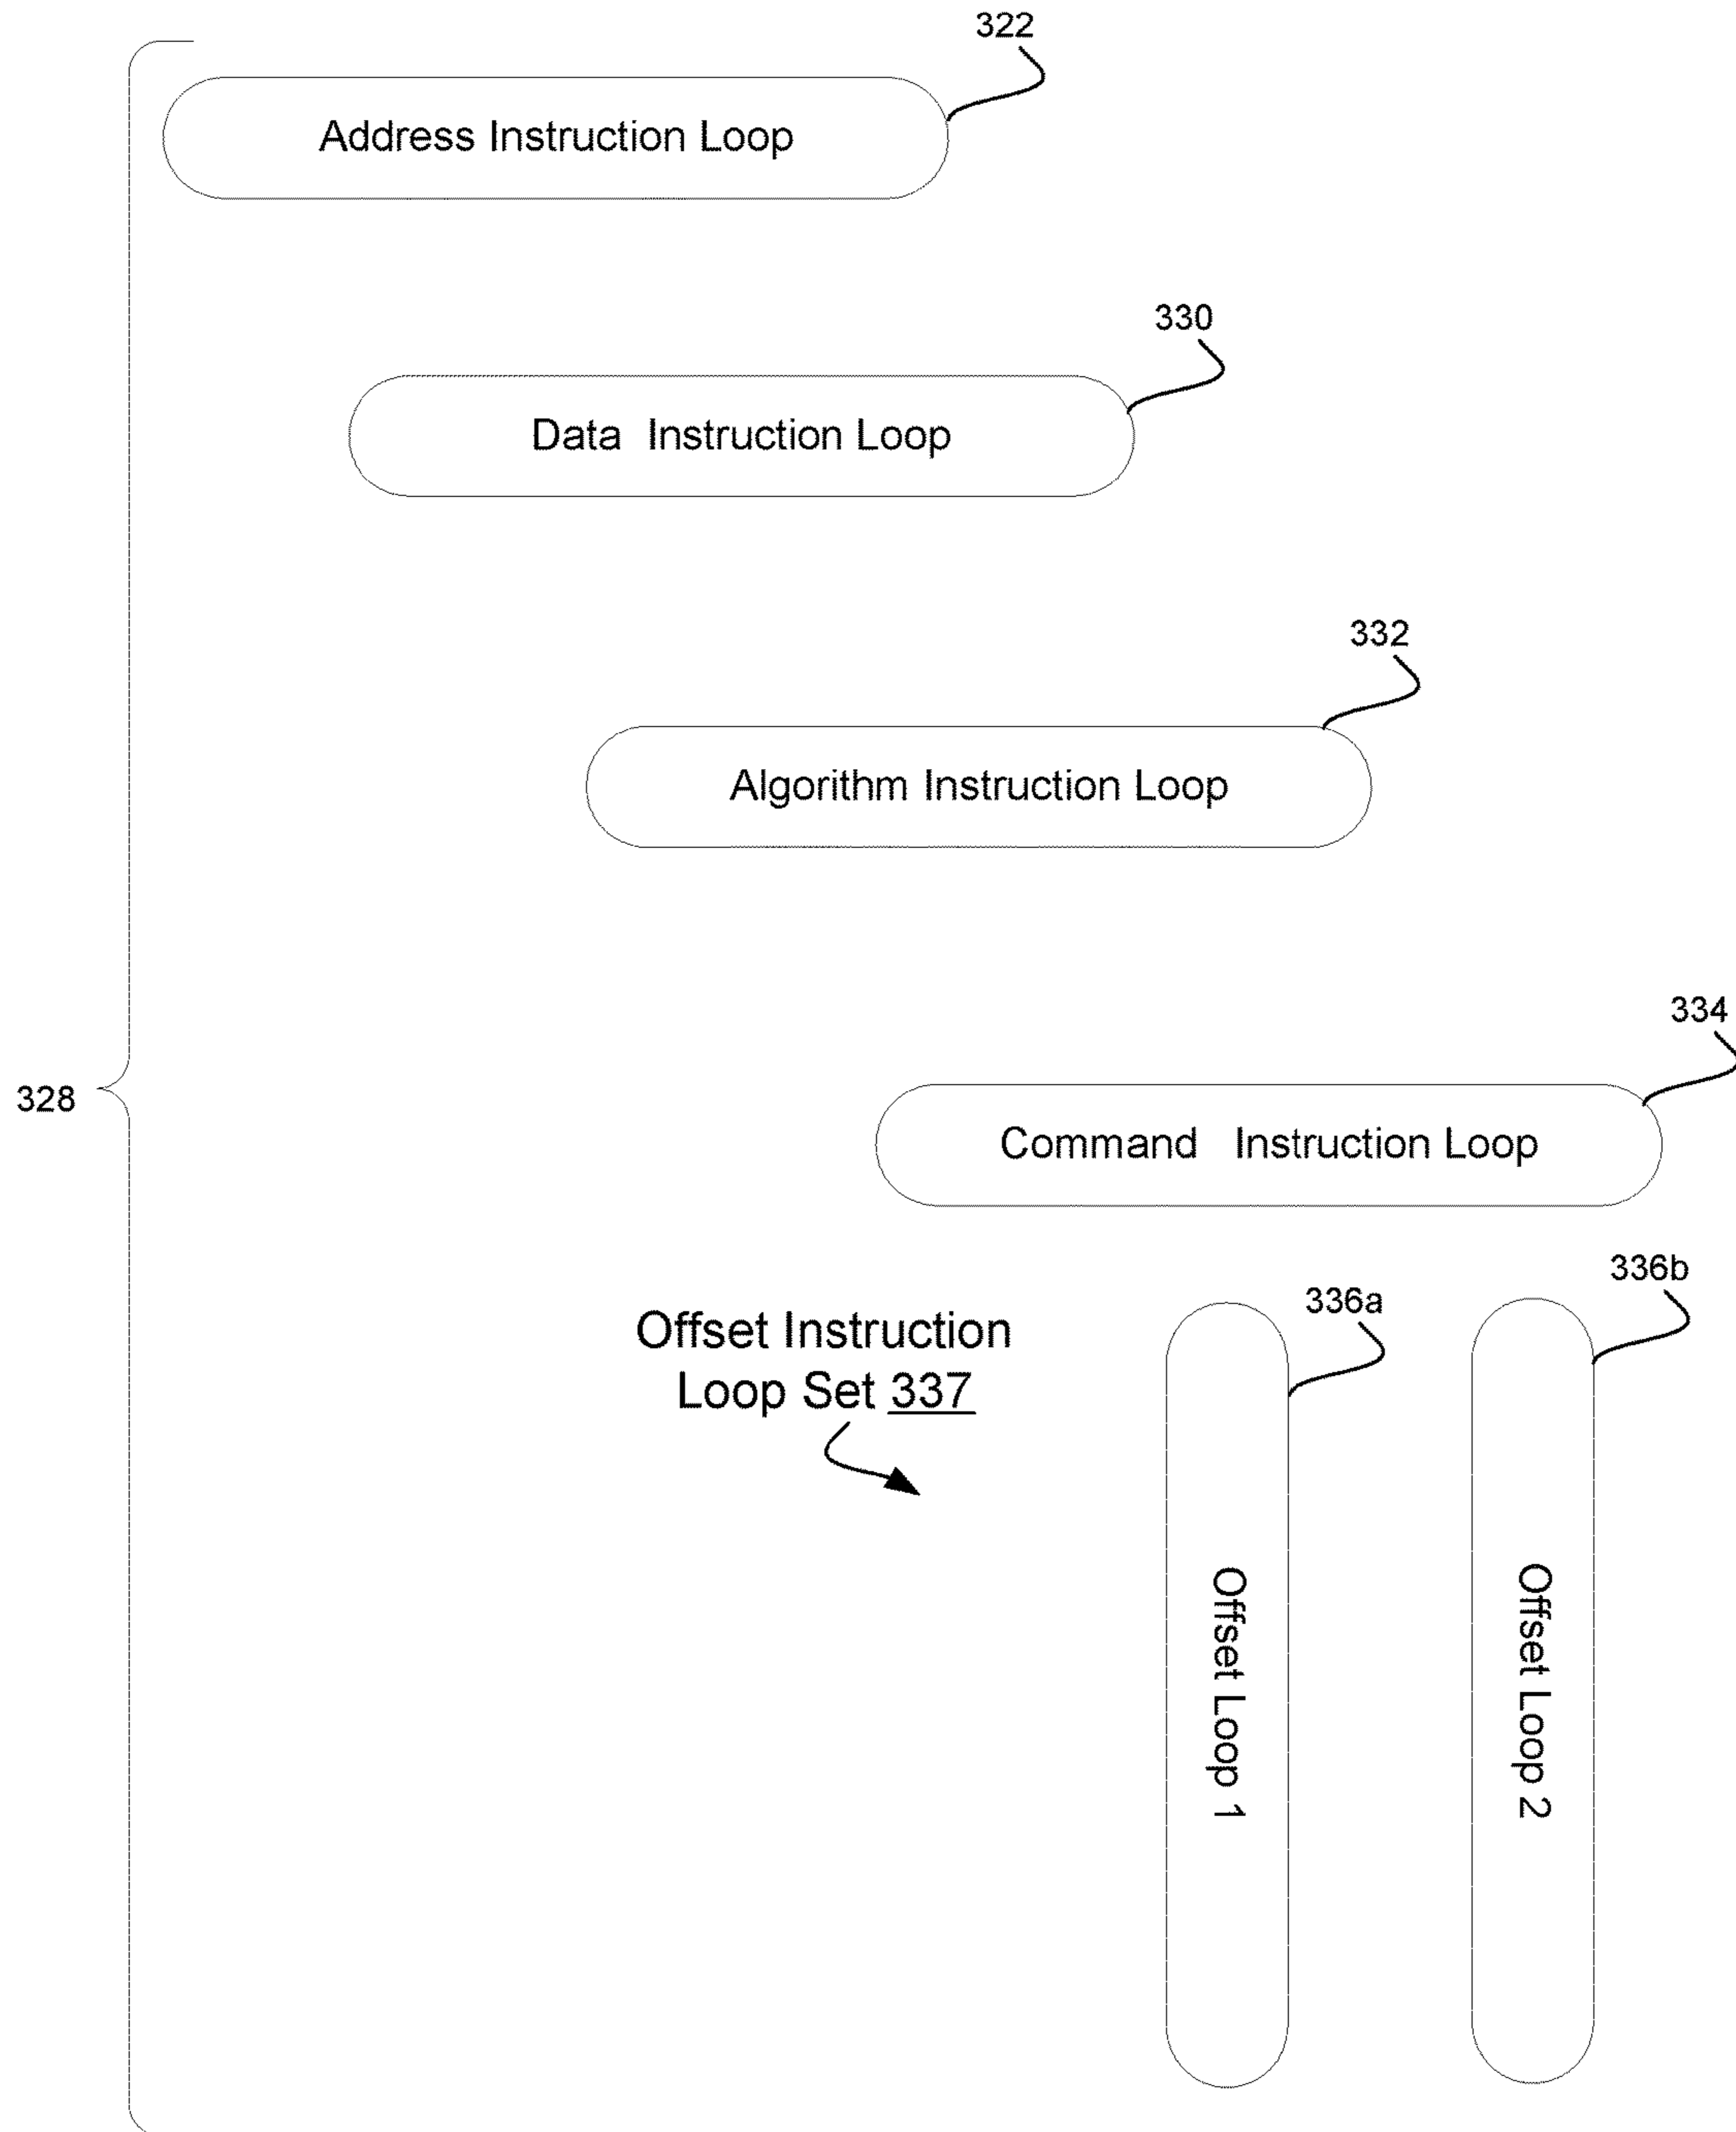 322
Address Instruction Loop
330
Data Instruction Loop
332
Algorithm Instruction Loop
334
328
Command Instruction Loop
336b
336a
Offset Instruction
Loop Set 337
Offset Loop 1
Offset Loop 2